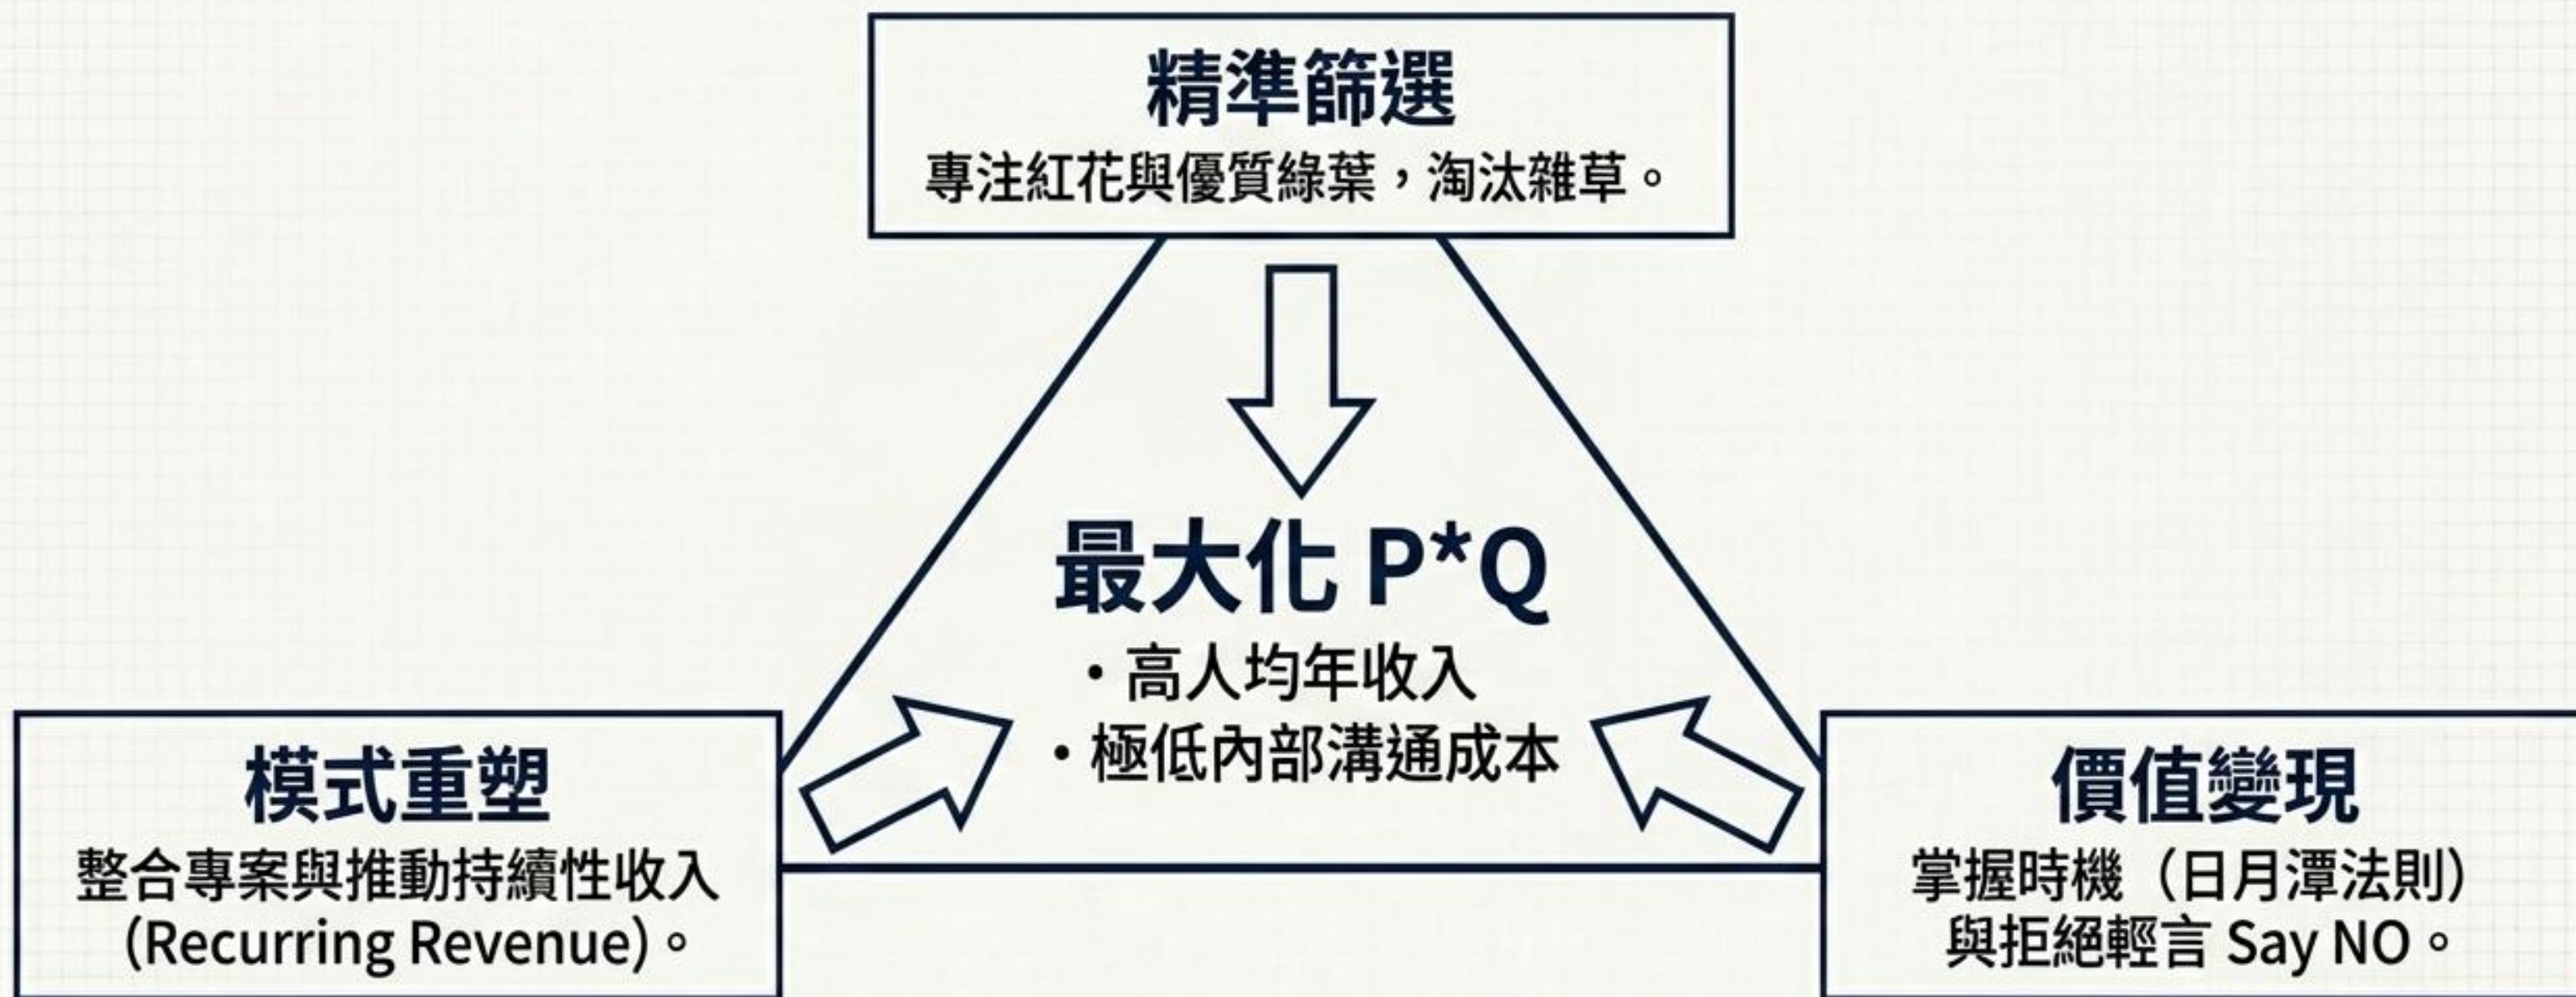 精準篩選
專注紅花與優質綠葉，淘汰雜草。
最大化 P*Q
・高人均年收入
・極低內部溝通成本
模式重塑
整合專案與推動持續性收入
(Recurring Revenue)。
價值變現
掌握時機（日月潭法則）
與拒絕輕言 Say NO。